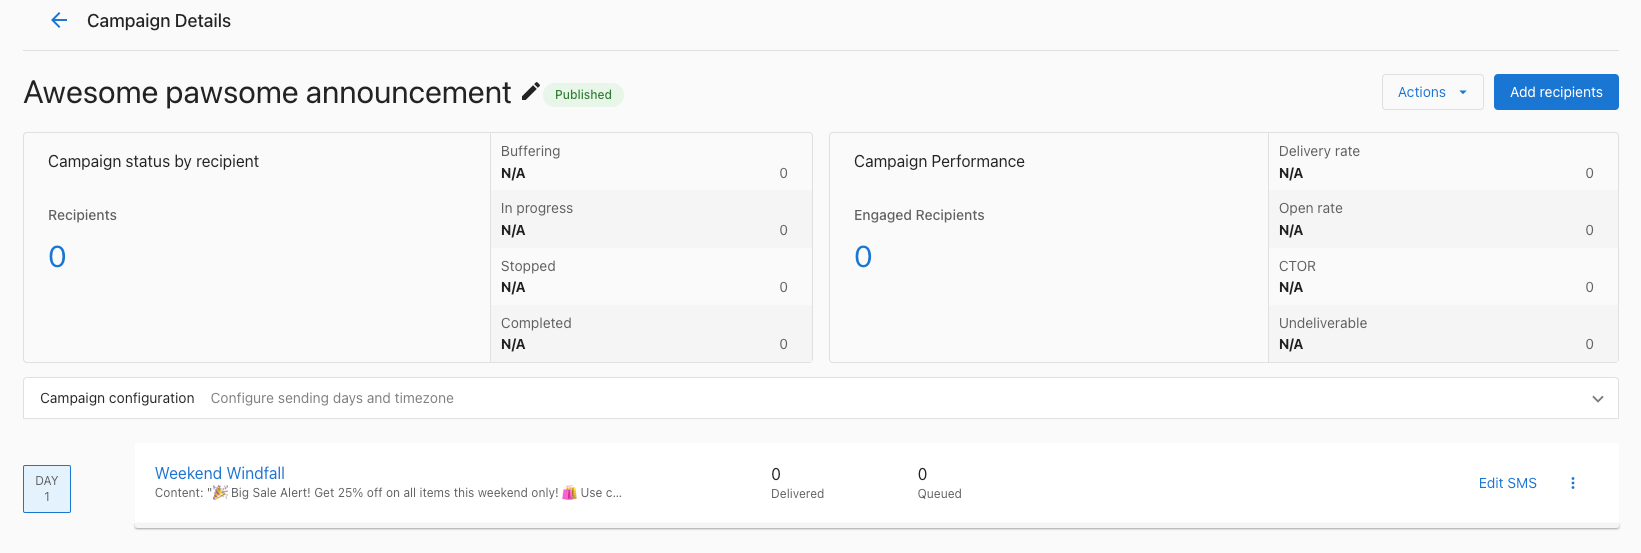 Campaign Details
Awesome pawsome announcement
Published
Actions
Add recipients
Campaign status by recipient
Recipients
0
Buffering
N/A 0
In progress
N/A 0
Stopped
N/A 0
Completed
N/A 0
Campaign Performance
Engaged Recipients
0
Delivery rate
N/A 0
Open rate
N/A 0
CTOR
N/A 0
Undeliverable
N/A 0
Campaign configuration Configure sending days and timezone
DAY
1
Weekend Windfall
Content: "🎉 Big Sale Alert! Get 25% off on all items this weekend only! 🛍️ Use c...
0
Delivered
0
Queued
Edit SMS